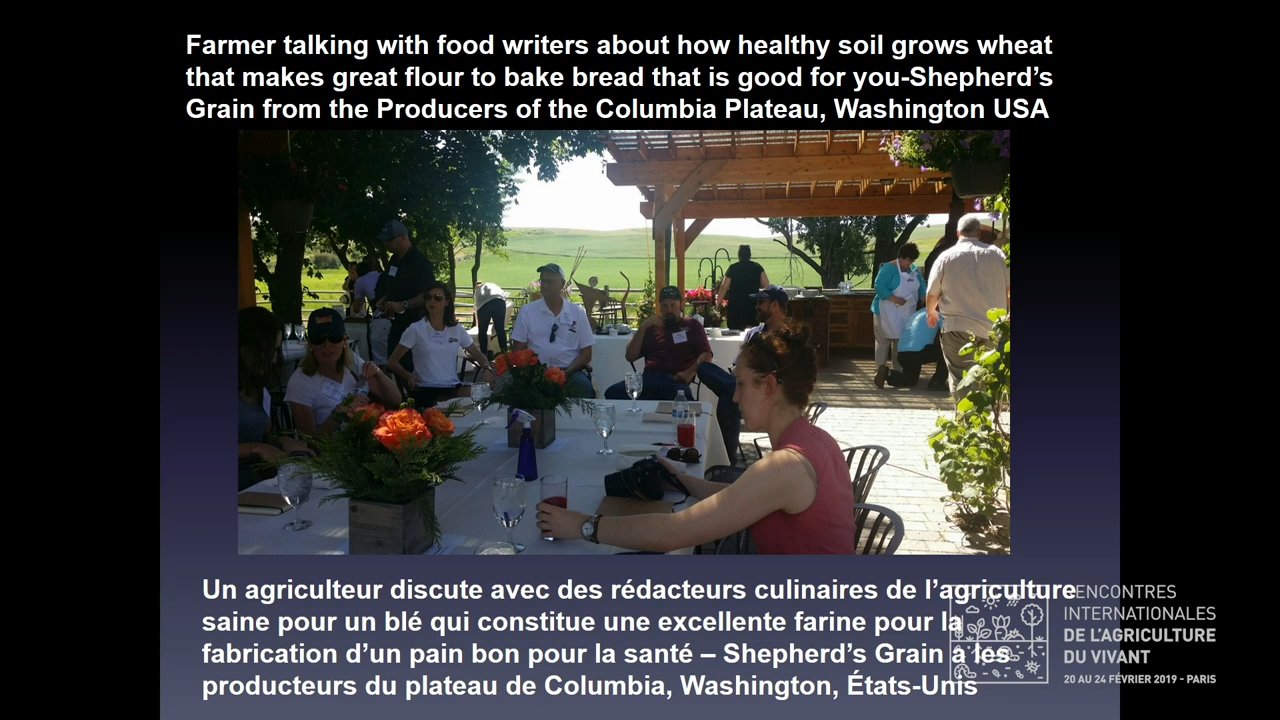 Farmer talking with food writers about how healthy soil grows wheat
that makes great flour to bake bread that is good for you-Shepherd’s
Grain from the Producers of the Columbia Plateau, Washington USA
Un agriculteur discute avec des rédacteurs culinaires de l’agriculture
saine pour un blé qui constitue une excellente farine pour la
fabrication d’un pain bon pour la santé – Shepherd’s Grain à les
producteurs du plateau de Columbia, Washington, États-Unis
RENCONTRES
INTERNATIONALES
DE L’AGRICULTURE
DU VIVANT
20 AU 24 FÉVRIER 2019 - PARIS